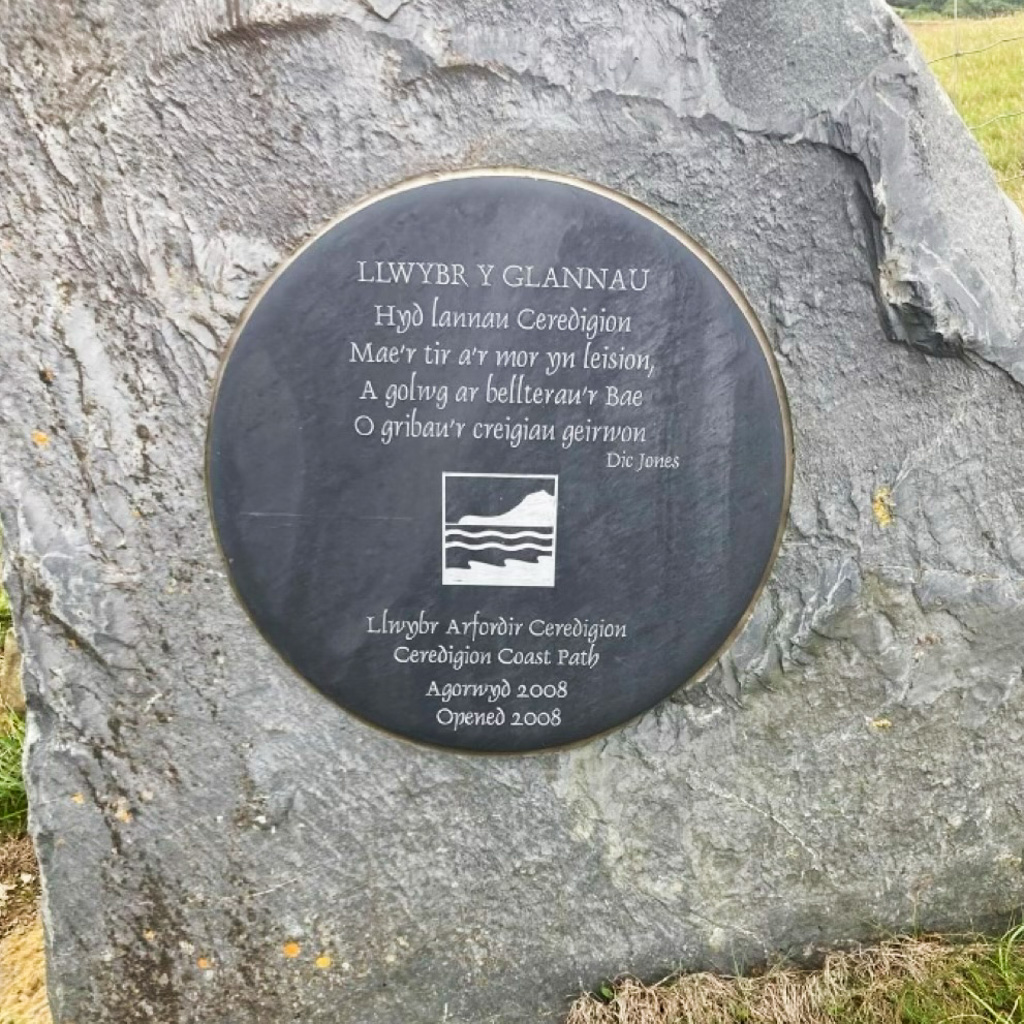 LLWYBR Y GLANNAU
Hyd lannau Ceredigion
Mae'r tir a'r mor yn leision,
A golwg ar bellterau'r Bae
O gribau'r creigiau geirwon
Dic Jones
Llwybr Arfordir Ceredigion
Ceredigion Coast Path
Agorwyd 2008
Opened 2008